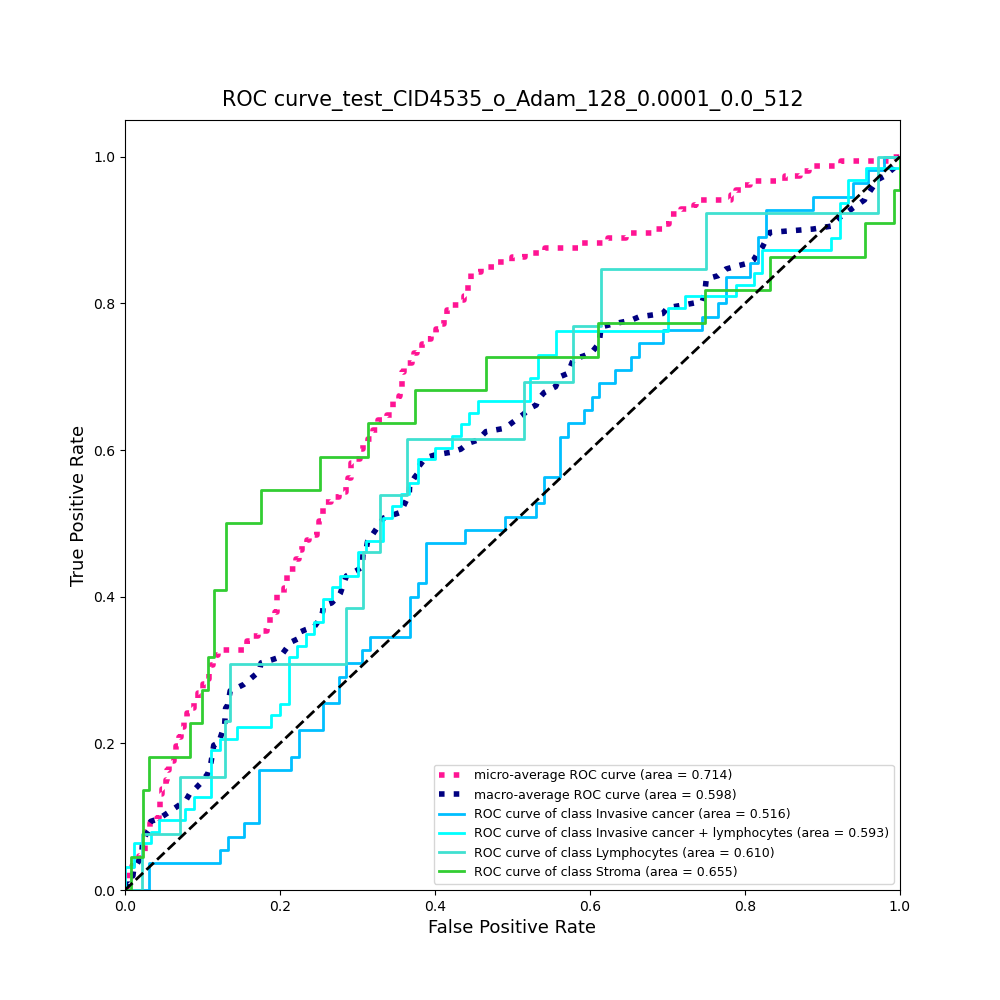 ROC curve_test_CID4535_o_Adam_128_0.0001_0.0_512
True Positive Rate
1.0
0.8
0.6
0.4
0.2
0.0
micro-average ROC curve (area = 0.714)
macro-average ROC curve (area = 0.598)
ROC curve of class Invasive cancer (area = 0.516)
ROC curve of class Invasive cancer + lymphocytes (area = 0.593)
ROC curve of class Lymphocytes (area = 0.610)
ROC curve of class Stroma (area = 0.655)
0.0 0.2 0.4 0.6 0.8 1.0
False Positive Rate